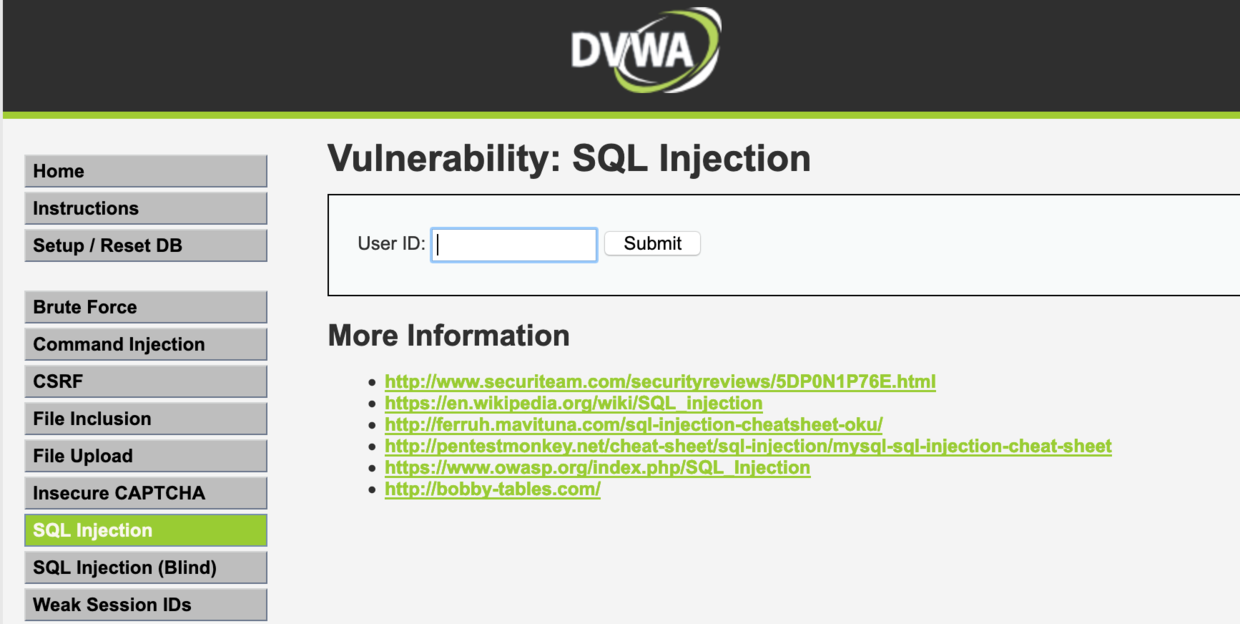 DVWA
Home
Instructions
Setup / Reset DB
Brute Force
Command Injection
CSRF
File Inclusion
File Upload
Insecure CAPTCHA
SQL Injection
SQL Injection (Blind)
Weak Session IDs
Vulnerability: SQL Injection
User ID: Submit
More Information
http://www.securiteam.com/securityreviews/5DP0N1P76E.html
https://en.wikipedia.org/wiki/SQL_injection
http://ferruh.mavituna.com/sql-injection-cheatsheet-oku/
http://pentestmonkey.net/cheat-sheet/sql-injection/mysql-sql-injection-cheat-sheet
https://www.owasp.org/index.php/SQL_Injection
http://bobby-tables.com/